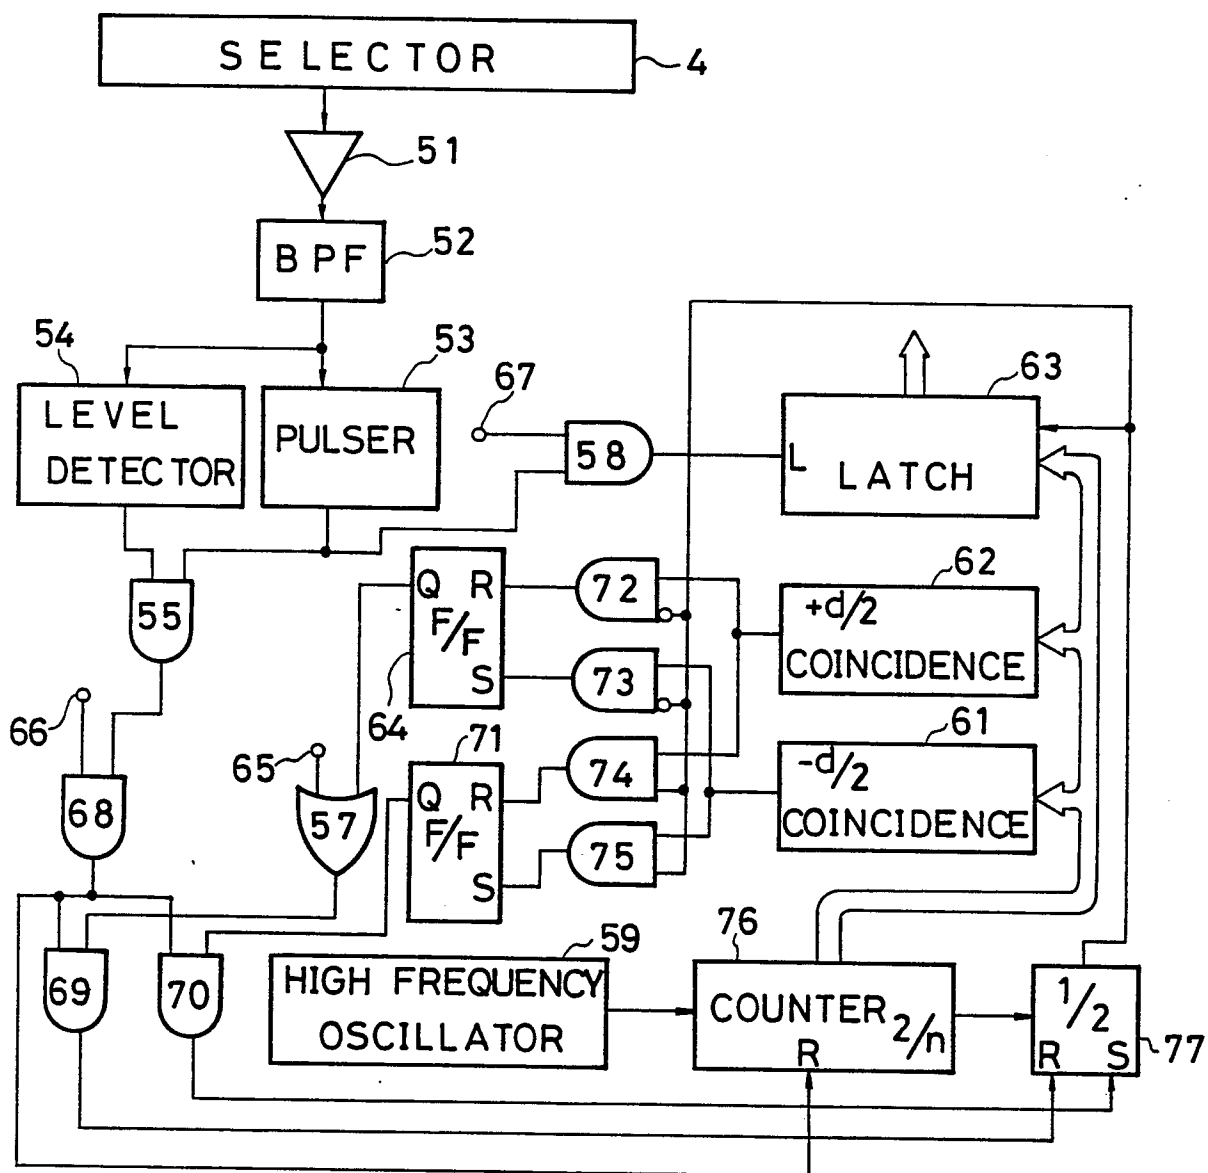 SELECTOR
4
51
BPF
52
54
53
LEVEL
DETECTOR
PULSER
67
58
63
L LATCH
55
Q R
F/F
S
64
72
73
62
+d/2
COINCIDENCE
66
68
65
57
71
Q R
F/F
S
74
75
61
-d/2
COINCIDENCE
69
70
59
HIGH FREQUENCY
OSCILLATOR
76
COUNTER 2/n
R
1/2
R S
77